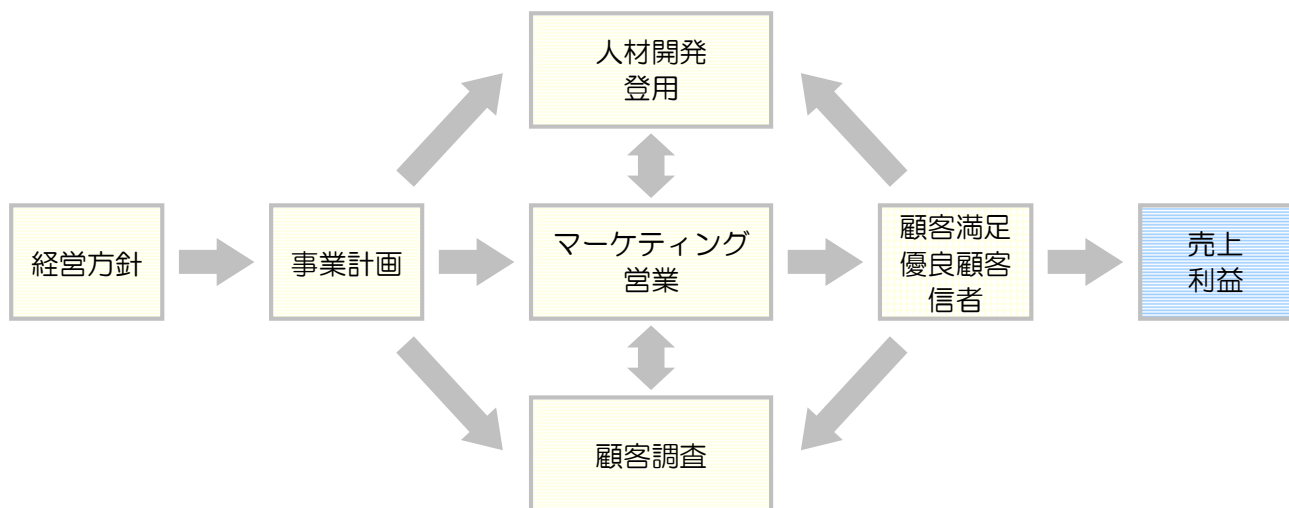 人材開発
登用
経営方針
事業計画
マーケティング
営業
顧客満足
優良顧客
信者
売上
利益
顧客調査